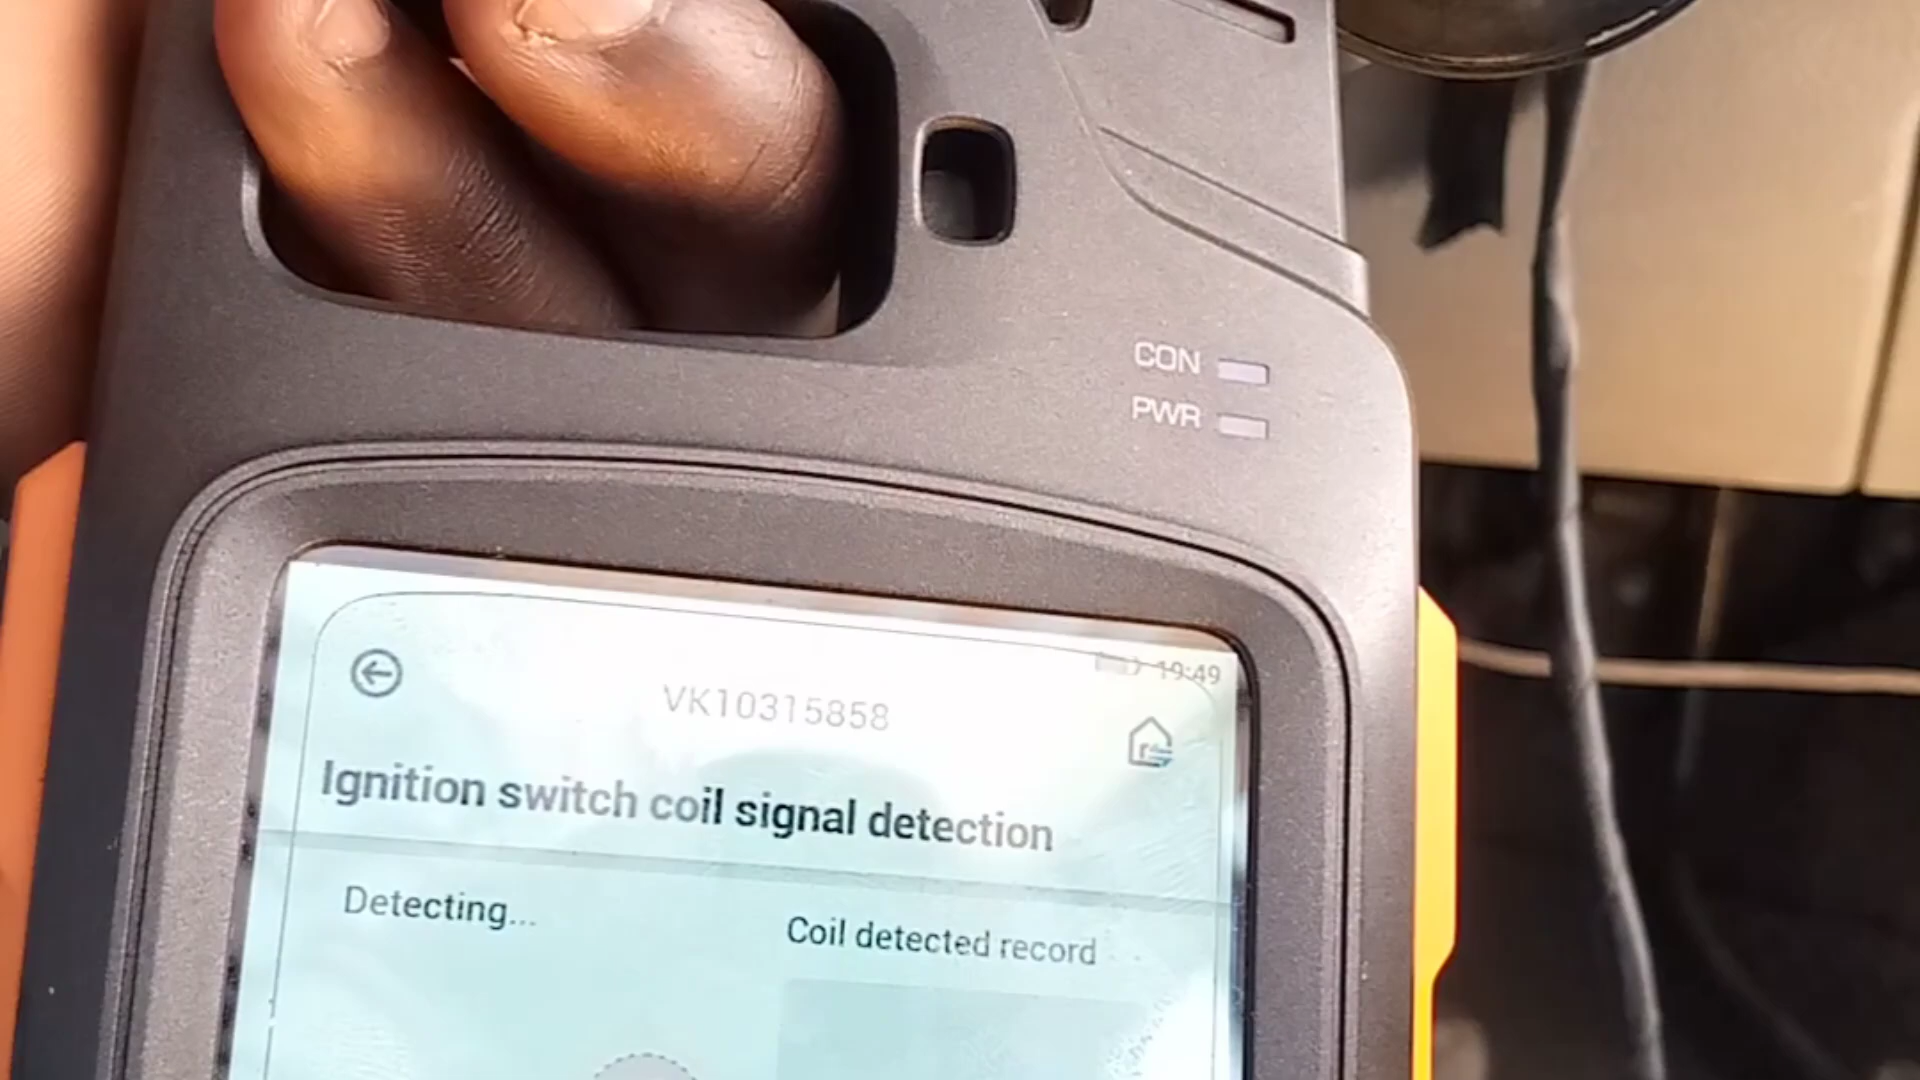 CON
PWR
19:49
VK10315858
Ignition switch coil signal detection
Detecting...
Coil detected record